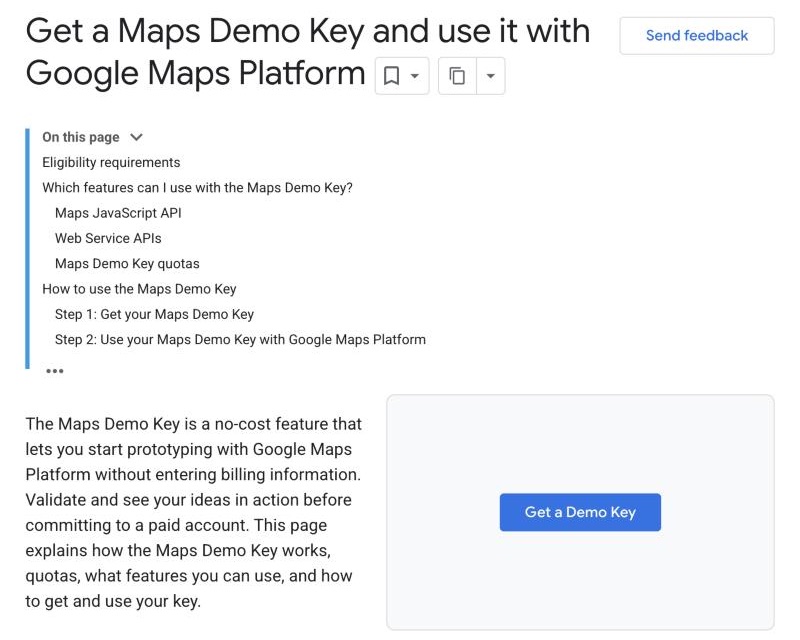 Get a Maps Demo Key and use it with
Google Maps Platform
Send feedback
On this page
Eligibility requirements
Which features can I use with the Maps Demo Key?
Maps JavaScript API
Web Service APIs
Maps Demo Key quotas
How to use the Maps Demo Key
Step 1: Get your Maps Demo Key
Step 2: Use your Maps Demo Key with Google Maps Platform
•••
The Maps Demo Key is a no-cost feature that
lets you start prototyping with Google Maps
Platform without entering billing information.
Validate and see your ideas in action before
committing to a paid account. This page
explains how the Maps Demo Key works,
quotas, what features you can use, and how
to get and use your key.
Get a Demo Key